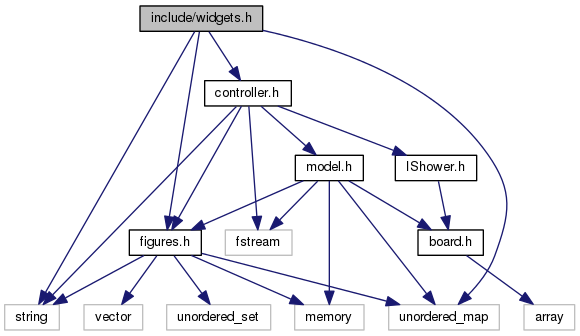 include/widgets.h
controller.h
model.h
IShower.h
figures.h
fstream
board.h
string
vector
unordered_set
memory
unordered_map
array